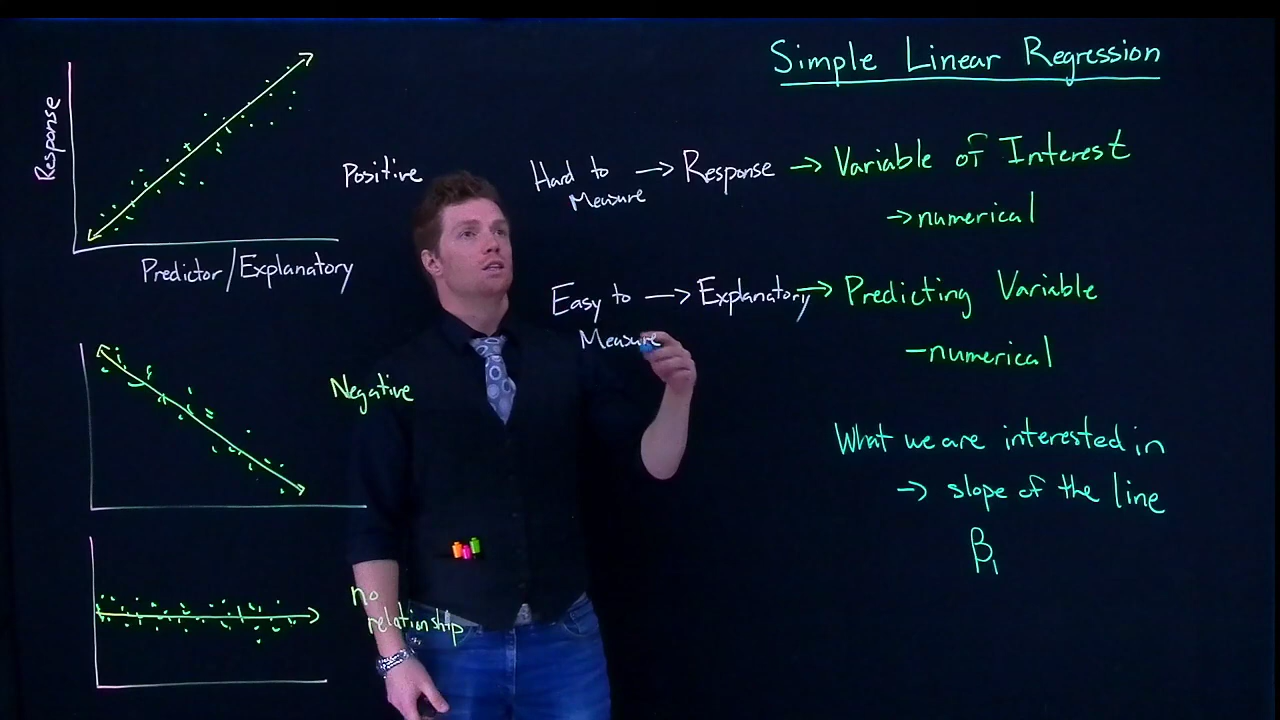 Simple Linear Regression
Response
Predictor/Explanatory
Positive
Negative
no
relationship
Hard to
Measure
→ Response → Variable of Interest
→ numerical
Easy to
Measure
→ Explanatory → Predicting Variable
- numerical
What we are interested in
→ slope of the line
β₁